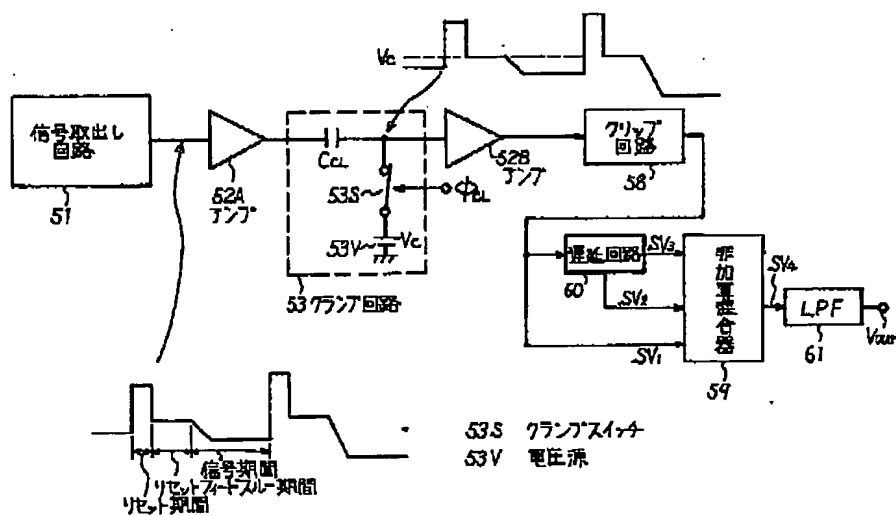 Vc
信号取出し
回路
51
52A
アンプ
CCL
53S
ΦCL
53V
Vc
53 クランプ回路
52B
アンプ
クリップ
回路
58
遅延回路
60
SV3
SV2
SV1
非加算混合器
59
SV4
LPF
61
Vout
信号期間
リセットフィードスルー期間
リセット期間
53S クランプスイッチ
53V 電圧源